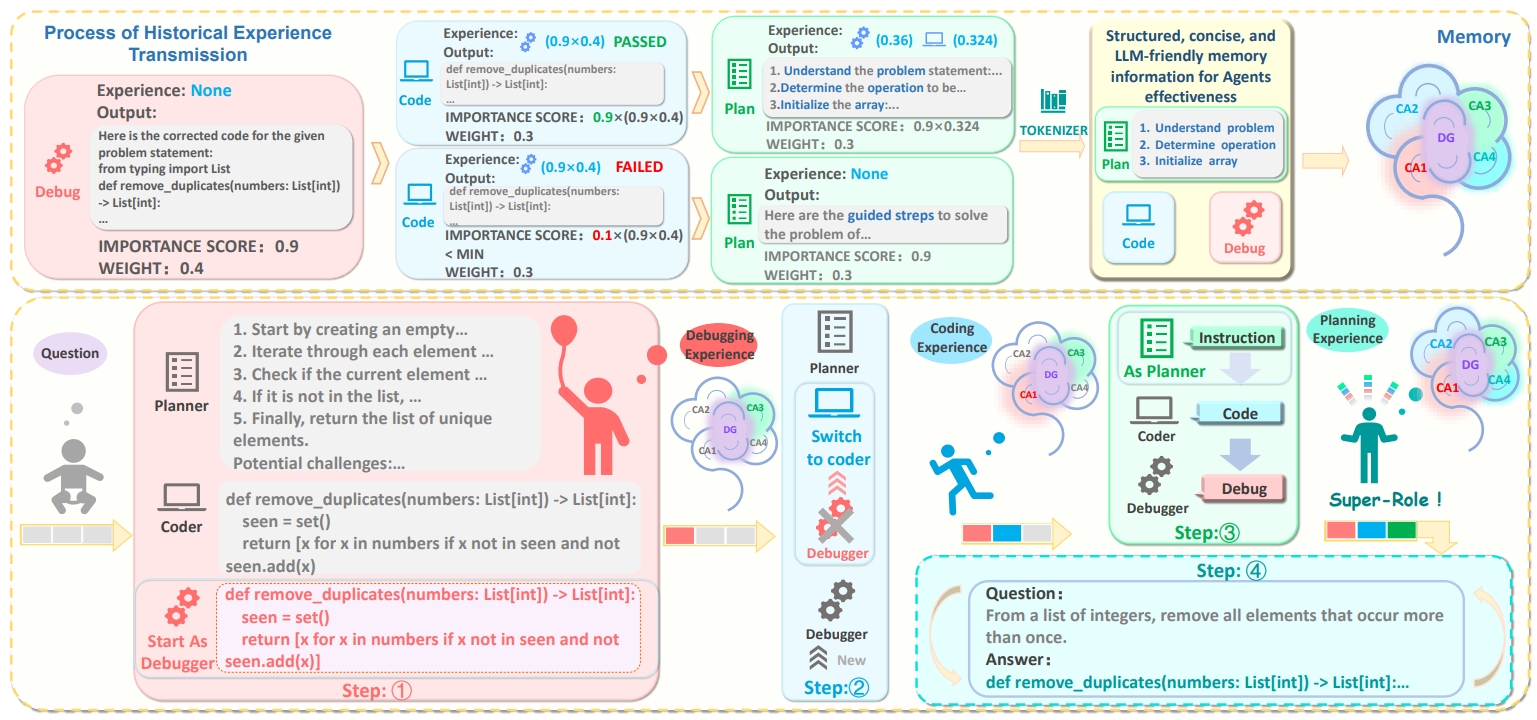 Process of Historical Experience
Transmission
Experience: None
Output:
Here is the corrected code for the given
problem statement:
from typing import List
def remove_duplicates(numbers: List[int])
-> List[int]:
...
Debug
IMPORTANCE SCORE：0.9
WEIGHT：0.4
Experience: (0.9×0.4) PASSED
Output:
def remove_duplicates(numbers:
List[int]) -> List[int]:
...
Code
IMPORTANCE SCORE：0.9×(0.9×0.4)
WEIGHT: 0.3
Experience: (0.9×0.4) FAILED
Output:
def remove_duplicates(numbers:
List[int]) -> List[int]:
...
Code
IMPORTANCE SCORE：0.1×(0.9×0.4)
< MIN
WEIGHT: 0.3
Experience: (0.36) (0.324)
Output:
1. Understand the problem statement:...
2.Determine the operation to be...
3.Initialize the array:...
Plan
IMPORTANCE SCORE：0.9×0.324
WEIGHT：0.3
Experience: None
Output:
Here are the guided steps to solve
the problem of...
Plan
IMPORTANCE SCORE：0.9
WEIGHT：0.3
TOKENIZER
Structured, concise, and
LLM-friendly memory
information for Agents
effectiveness
1. Understand problem
2. Determine operation
3. Initialize array
Plan
Code
Debug
Memory
CA2
CA3
DG
CA1
CA4
Question
Planner
1. Start by creating an empty...
2. Iterate through each element ...
3. Check if the current element ...
4. If it is not in the list, ...
5. Finally, return the list of unique
elements.
Potential challenges:...
Coder
def remove_duplicates(numbers: List[int]) -> List[int]:
seen = set()
return [x for x in numbers if x not in seen and not
seen.add(x)
Start As
Debugger
def remove_duplicates(numbers: List[int]) -> List[int]:
seen = set()
return [x for x in numbers if x not in seen and not
seen.add(x)]
Step: ①
Debugging
Experience
CA2
CA3
DG
CA1
CA4
Planner
Switch
to coder
Debugger
Debugger
New
Step:②
Coding
Experience
CA2
CA3
DG
CA1
CA4
Instruction
As Planner
Code
Coder
Debug
Debugger
Step:③
Planning
Experience
CA2
CA3
DG
CA1
CA4
Super-Role !
Step: ④
Question：
From a list of integers, remove all elements that occur more
than once.
Answer：
def remove_duplicates(numbers: List[int]) -> List[int]:...